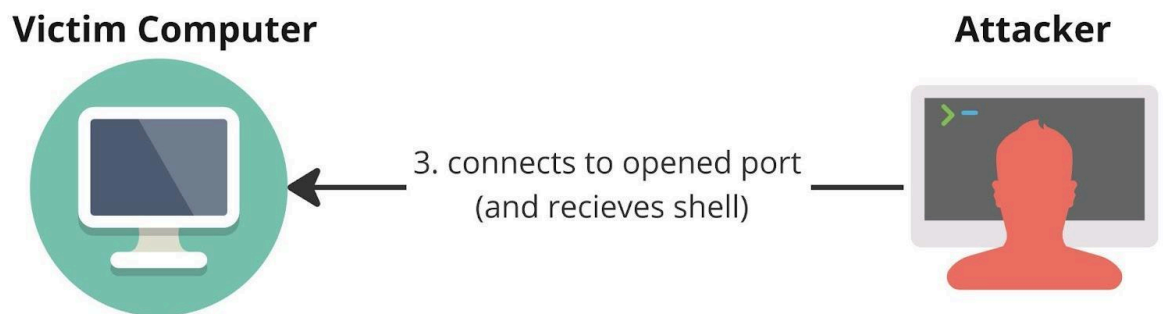 Victim Computer
Attacker
3. connects to opened port
(and recieves shell)